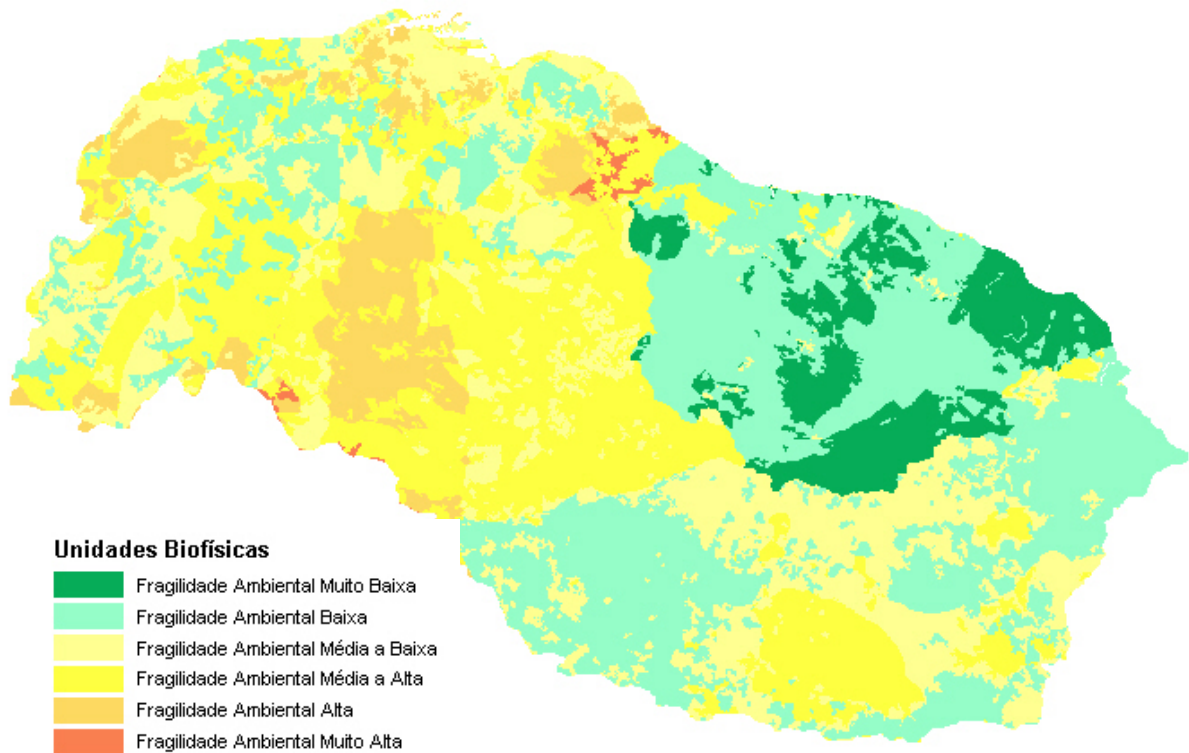 Unidades Biofísicas
Fragilidade Ambiental Muito Baixa
Fragilidade Ambiental Baixa
Fragilidade Ambiental Média a Baixa
Fragilidade Ambiental Média a Alta
Fragilidade Ambiental Alta
Fragilidade Ambiental Muito Alta